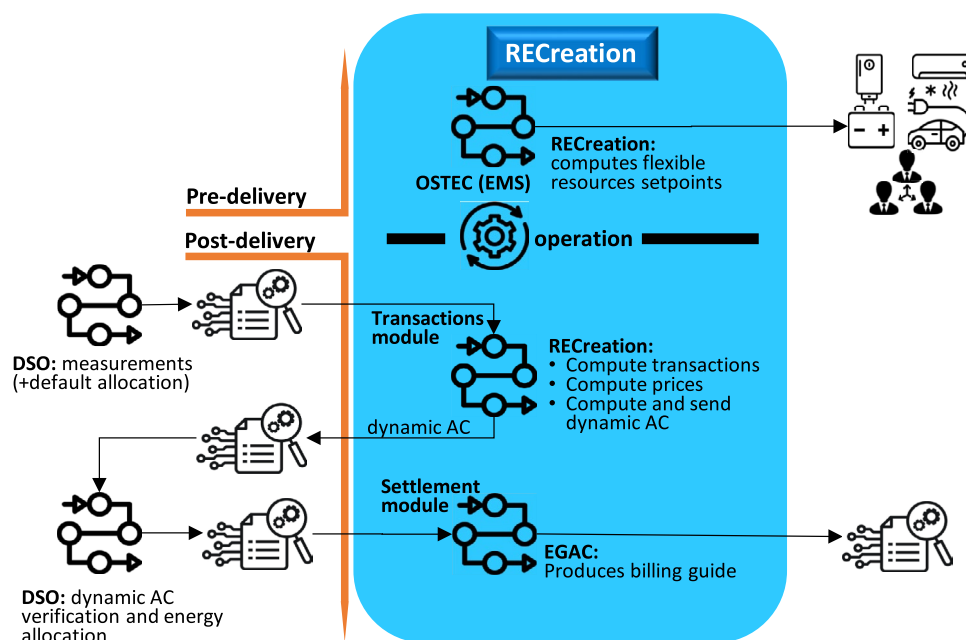 RECreation
RECreation:
computes flexible
resources setpoints
OSTEC (EMS)
Pre-delivery
Post-delivery
operation
Transactions
module
DSO: measurements
(+default allocation)
RECreation:
• Compute transactions
• Compute prices
• Compute and send
dynamic AC
dynamic AC
Settlement
module
EGAC:
Produces billing guide
DSO: dynamic AC
verification and energy
allocation